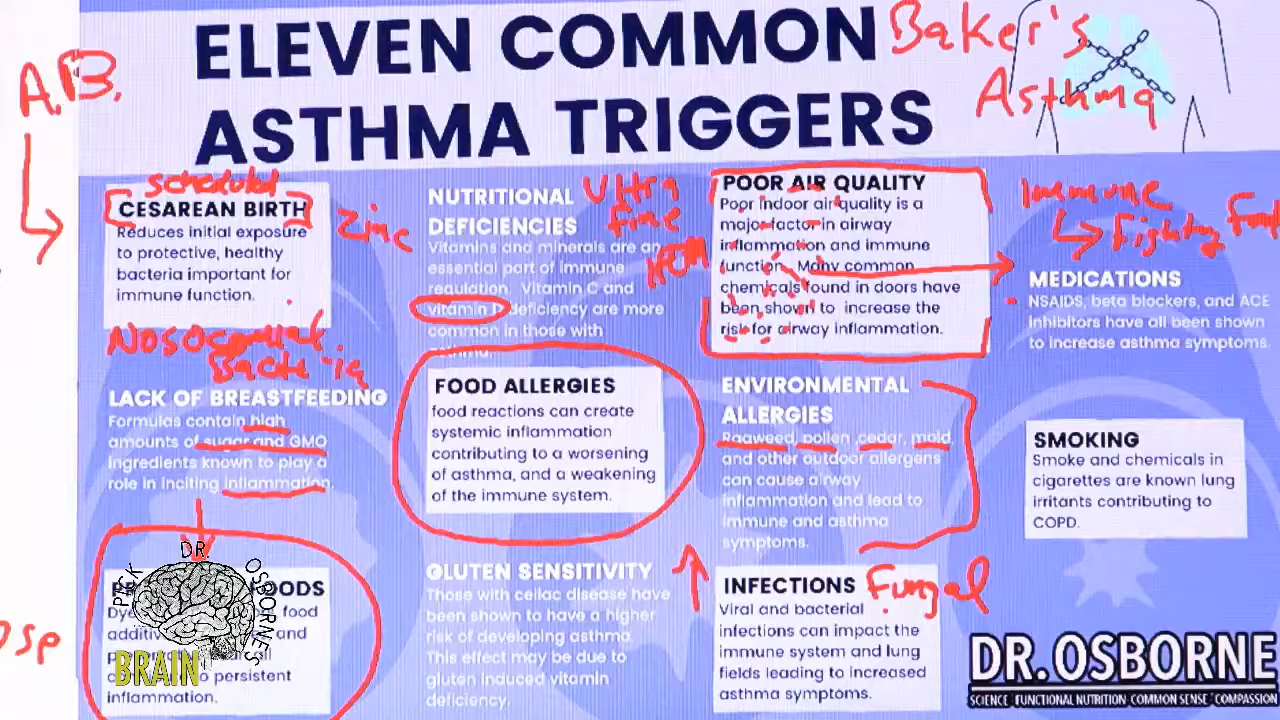 ELEVEN COMMON
ASTHMA TRIGGERS
Baker's
Asthma
A.B.
scheduled
CESAREAN BIRTH
Reduces initial exposure
to protective, healthy
bacteria important for
immune function.
Zinc
Nosocomial
Bacteria
LACK OF BREASTFEEDING
Formulas contain high
amounts of sugar and GMO
ingredients known to play a
role in inciting inflammation.
FOODS
food
and
persistent
inflammation.
NUTRITIONAL
DEFICIENCIES
Vitamins and minerals are an
essential part of immune
regulation. Vitamin C and
vitamin D deficiency are more
common in those with
asthma.
Ultra
fine
FOOD ALLERGIES
food reactions can create
systemic inflammation
contributing to a worsening
of asthma, and a weakening
of the immune system.
GLUTEN SENSITIVITY
Those with celiac disease have
been shown to have a higher
risk of developing asthma.
This effect may be due to
gluten induced vitamin
deficiency.
POOR AIR QUALITY
Poor indoor air quality is a
major factor in airway
inflammation and immune
function. Many common
chemicals found in doors have
been shown to increase the
risk for airway inflammation.
ENVIRONMENTAL
ALLERGIES
Ragweed, pollen ,cedar, mold,
and other outdoor allergens
can cause airway
inflammation and lead to
immune and asthma
symptoms.
INFECTIONS
Fungal
Viral and bacterial
infections can impact the
immune system and lung
fields leading to increased
asthma symptoms.
Immune
Fighting
MEDICATIONS
NSAIDS, beta blockers, and ACE
inhibitors have all been shown
to increase asthma symptoms.
SMOKING
Smoke and chemicals in
cigarettes are known lung
irritants contributing to
COPD.
DR.
PICK
OSBORNE'S
BRAIN
DR. OSBORNE
SCIENCE FUNCTIONAL NUTRITION COMMON SENSE COMPASSION